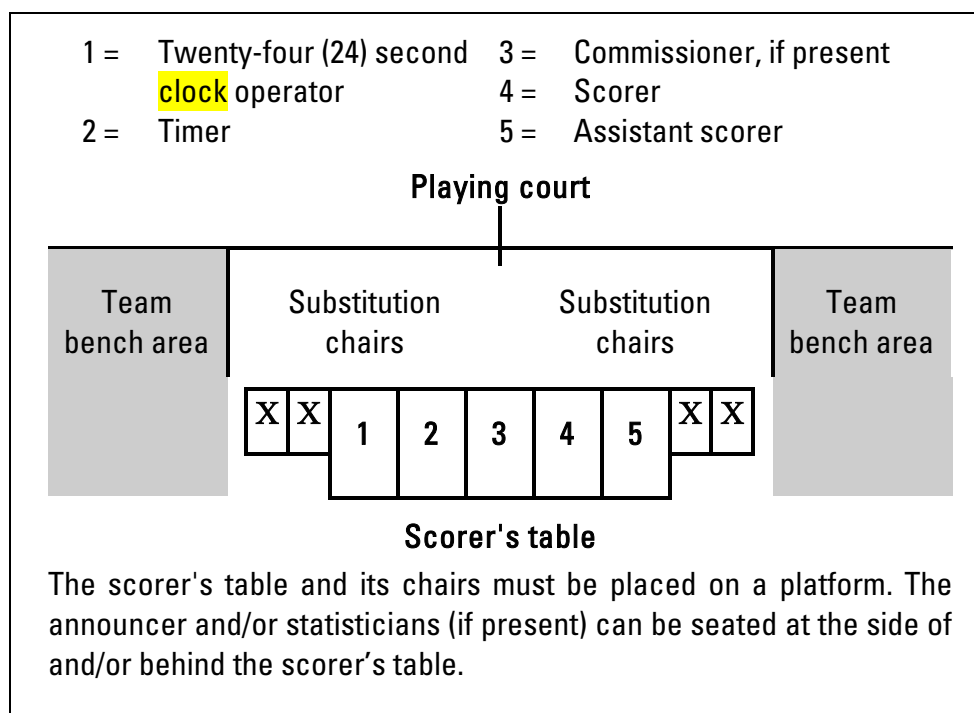 1 = Twenty-four (24) second
clock operator
2 = Timer
3 = Commissioner, if present
4 = Scorer
5 = Assistant scorer
Playing court
Team
bench area
Substitution
chairs
Substitution
chairs
Team
bench area
X X 1 2 3 4 5 X X
Scorer's table
The scorer's table and its chairs must be placed on a platform. The
announcer and/or statisticians (if present) can be seated at the side of
and/or behind the scorer’s table.